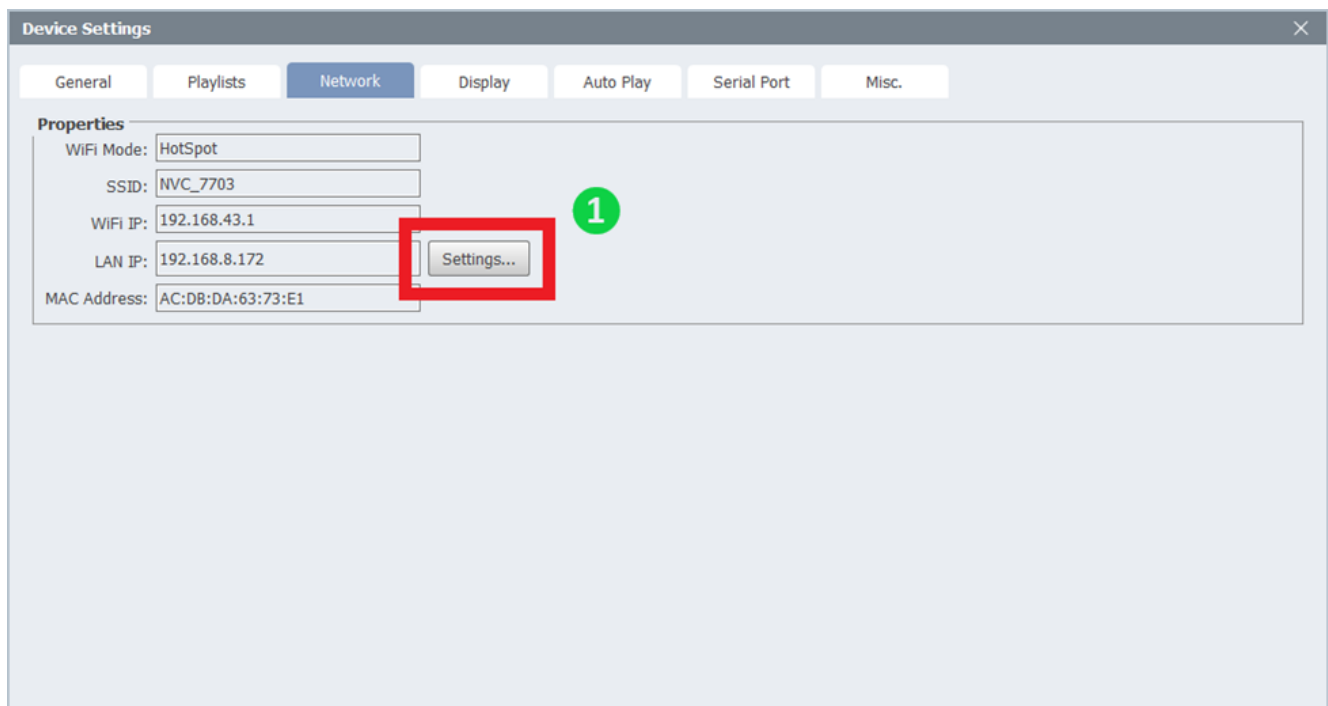 Device Settings
General Playlists Network Display Auto Play Serial Port Misc.
Properties
WiFi Mode: HotSpot
SSID: NVC_7703
1
WiFi IP: 192.168.43.1
LAN IP: 192.168.8.172 Settings...
MAC Address: AC:DB:DA:63:73:E1